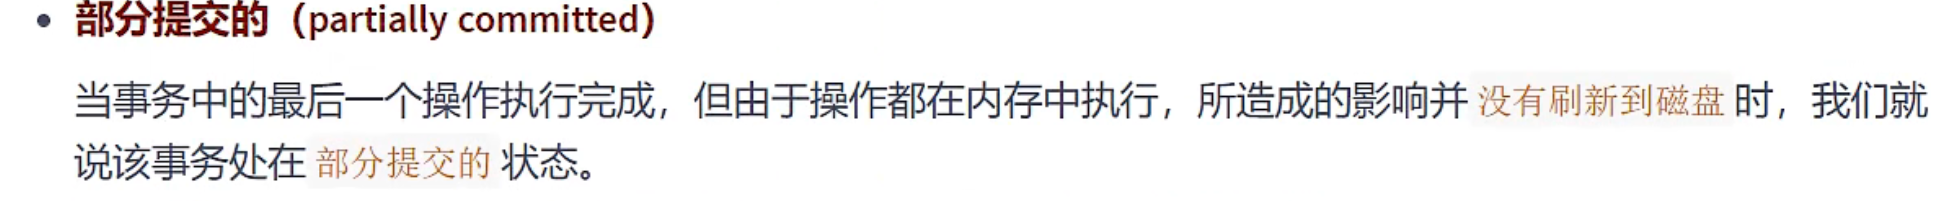 部分提交的（partially committed）
当事务中的最后一个操作执行完成，但由于操作都在内存中执行，所造成的影响并 没有刷新到磁盘 时，我们就
说该事务处在 部分提交的 状态。